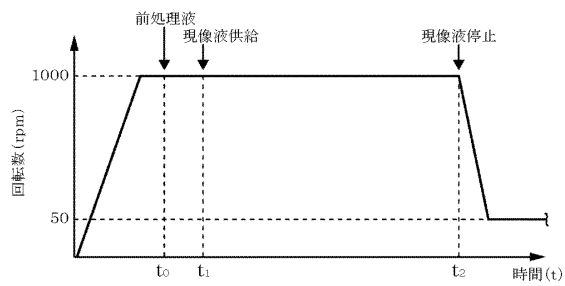 前処理液
現像液供給
現像液停止
1000
回転数(rpm)
50
t0
t1
t2
時間(t)